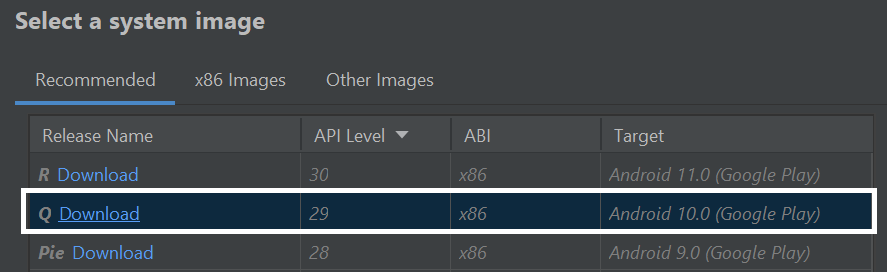 Select a system image
Recommended x86 Images Other Images
Release Name API Level ABI Target
R Download 30 x86 Android 11.0 (Google Play)
Q Download 29 x86 Android 10.0 (Google Play)
Pie Download 28 x86 Android 9.0 (Google Play)